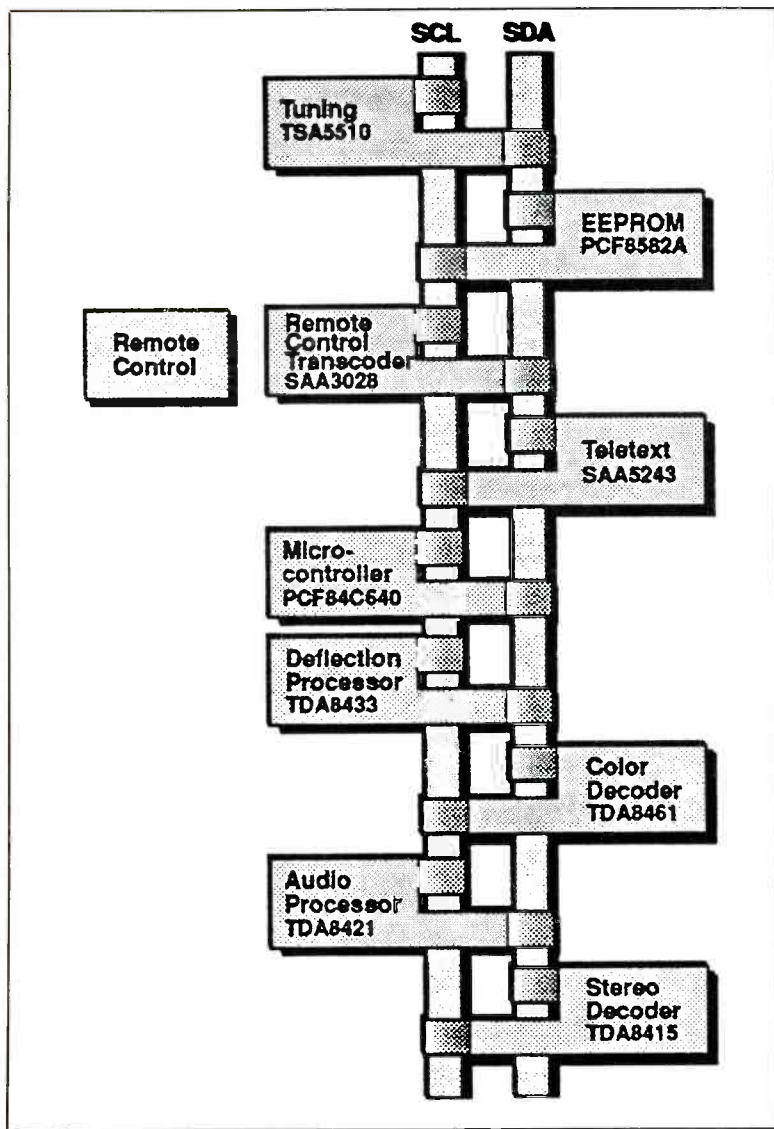 SCL SDA
Tuning
TSA5510
EEPROM
PCF8582A
Remote
Control
Remote
Control
Transcoder
SAA3028
Teletext
SAA5243
Micro-
controller
PCF84C640
Deflection
Processor
TDA8433
Color
Decoder
TDA8461
Audio
Processor
TDA8421
Stereo
Decoder
TDA8415